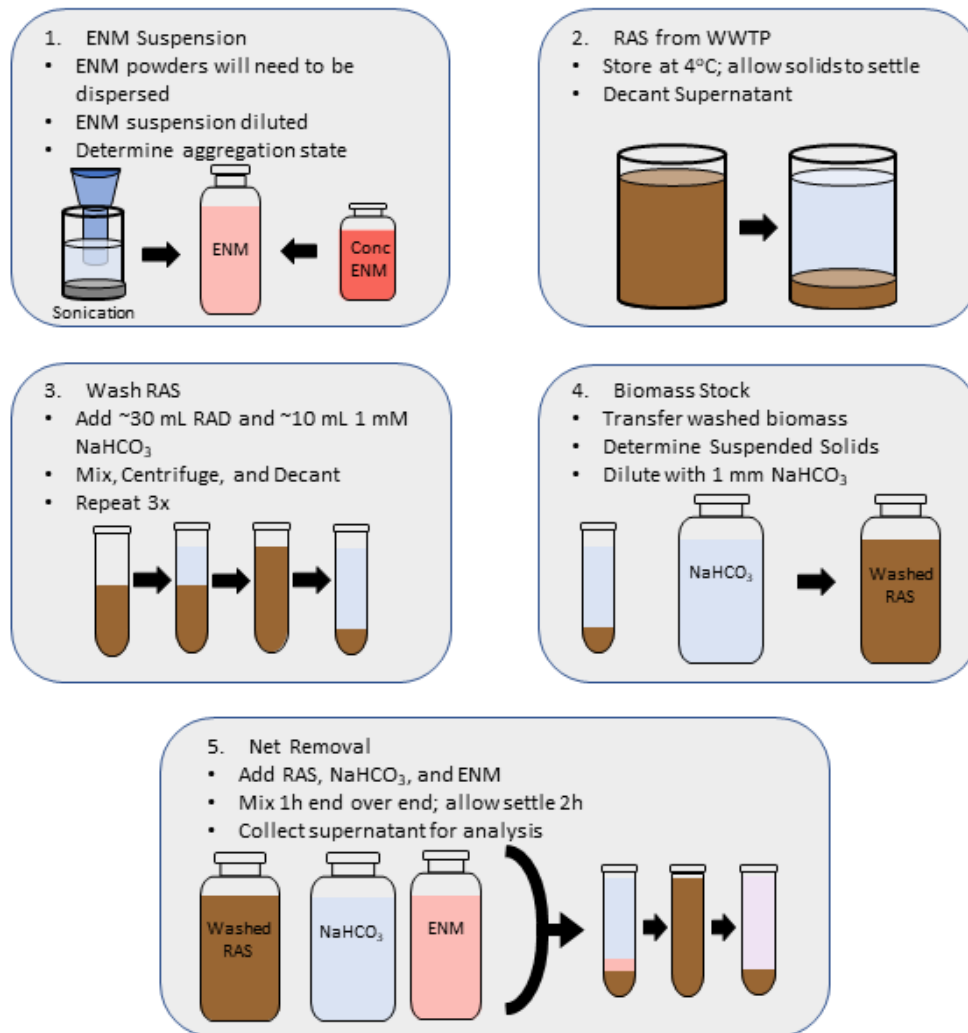 1. ENM Suspension
• ENM powders will need to be
dispersed
• ENM suspension diluted
• Determine aggregation state
ENM
Conc
ENM
Sonication
2. RAS from WWTP
• Store at 4°C; allow solids to settle
• Decant Supernatant
3. Wash RAS
• Add ~30 mL RAD and ~10 mL 1 mM
NaHCO₃
• Mix, Centrifuge, and Decant
• Repeat 3x
4. Biomass Stock
• Transfer washed biomass
• Determine Suspended Solids
• Dilute with 1 mm NaHCO₃
NaHCO₃
Washed
RAS
5. Net Removal
• Add RAS, NaHCO₃, and ENM
• Mix 1h end over end; allow settle 2h
• Collect supernatant for analysis
Washed
RAS
NaHCO₃
ENM